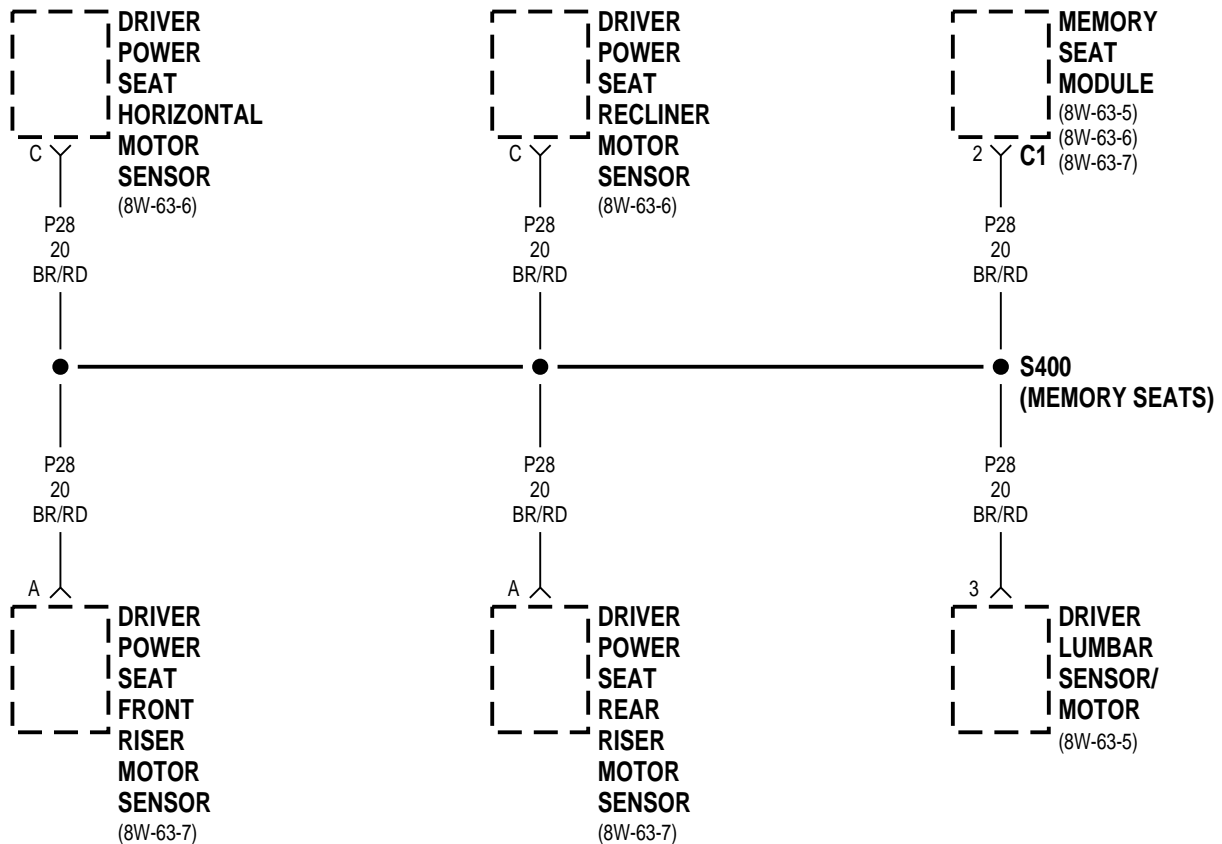 DRIVER
POWER
SEAT
HORIZONTAL
MOTOR
SENSOR
(8W-63-6)
C
P28
20
BR/RD
DRIVER
POWER
SEAT
RECLINER
MOTOR
SENSOR
(8W-63-6)
C
P28
20
BR/RD
MEMORY
SEAT
MODULE
(8W-63-5)
(8W-63-6)
(8W-63-7)
2
C1
P28
20
BR/RD
S400
(MEMORY SEATS)
P28
20
BR/RD
A
DRIVER
POWER
SEAT
FRONT
RISER
MOTOR
SENSOR
(8W-63-7)
P28
20
BR/RD
A
DRIVER
POWER
SEAT
REAR
RISER
MOTOR
SENSOR
(8W-63-7)
P28
20
BR/RD
3
DRIVER
LUMBAR
SENSOR/
MOTOR
(8W-63-5)